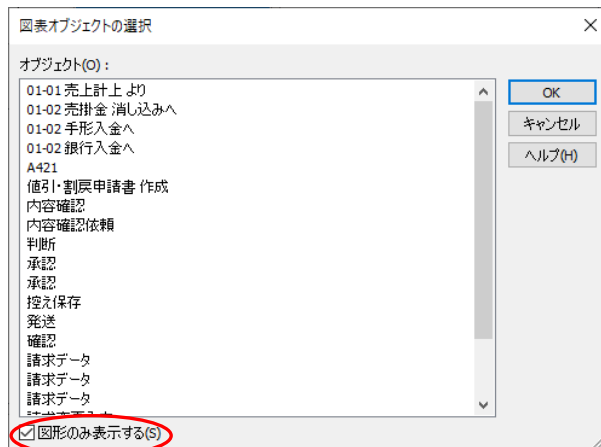 図表オブジェクトの選択
オブジェクト(O)：
01-01 売上計上 より
01-02 売掛金 消し込みへ
01-02 手形入金へ
01-02 銀行入金へ
A421
値引・割戻申請書 作成
内容確認
内容確認依頼
判断
承認
承認
控え保存
発送
確認
請求データ
請求データ
請求データ
OK
キャンセル
ヘルプ(H)
図形のみ表示する(S)